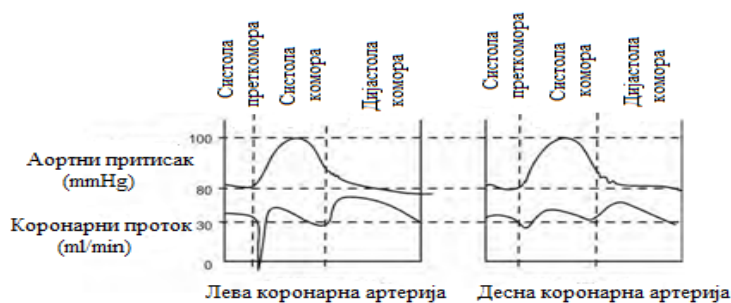 Систола
преткомора
Систола
комора
Дијастола
комора
Систола
преткомора
Систола
комора
Дијастола
комора
Аортни притисак
(mmHg)
100
80
Коронарни проток
(ml/min)
30
0
Лева коронарна артерија
Десна коронарна артерија